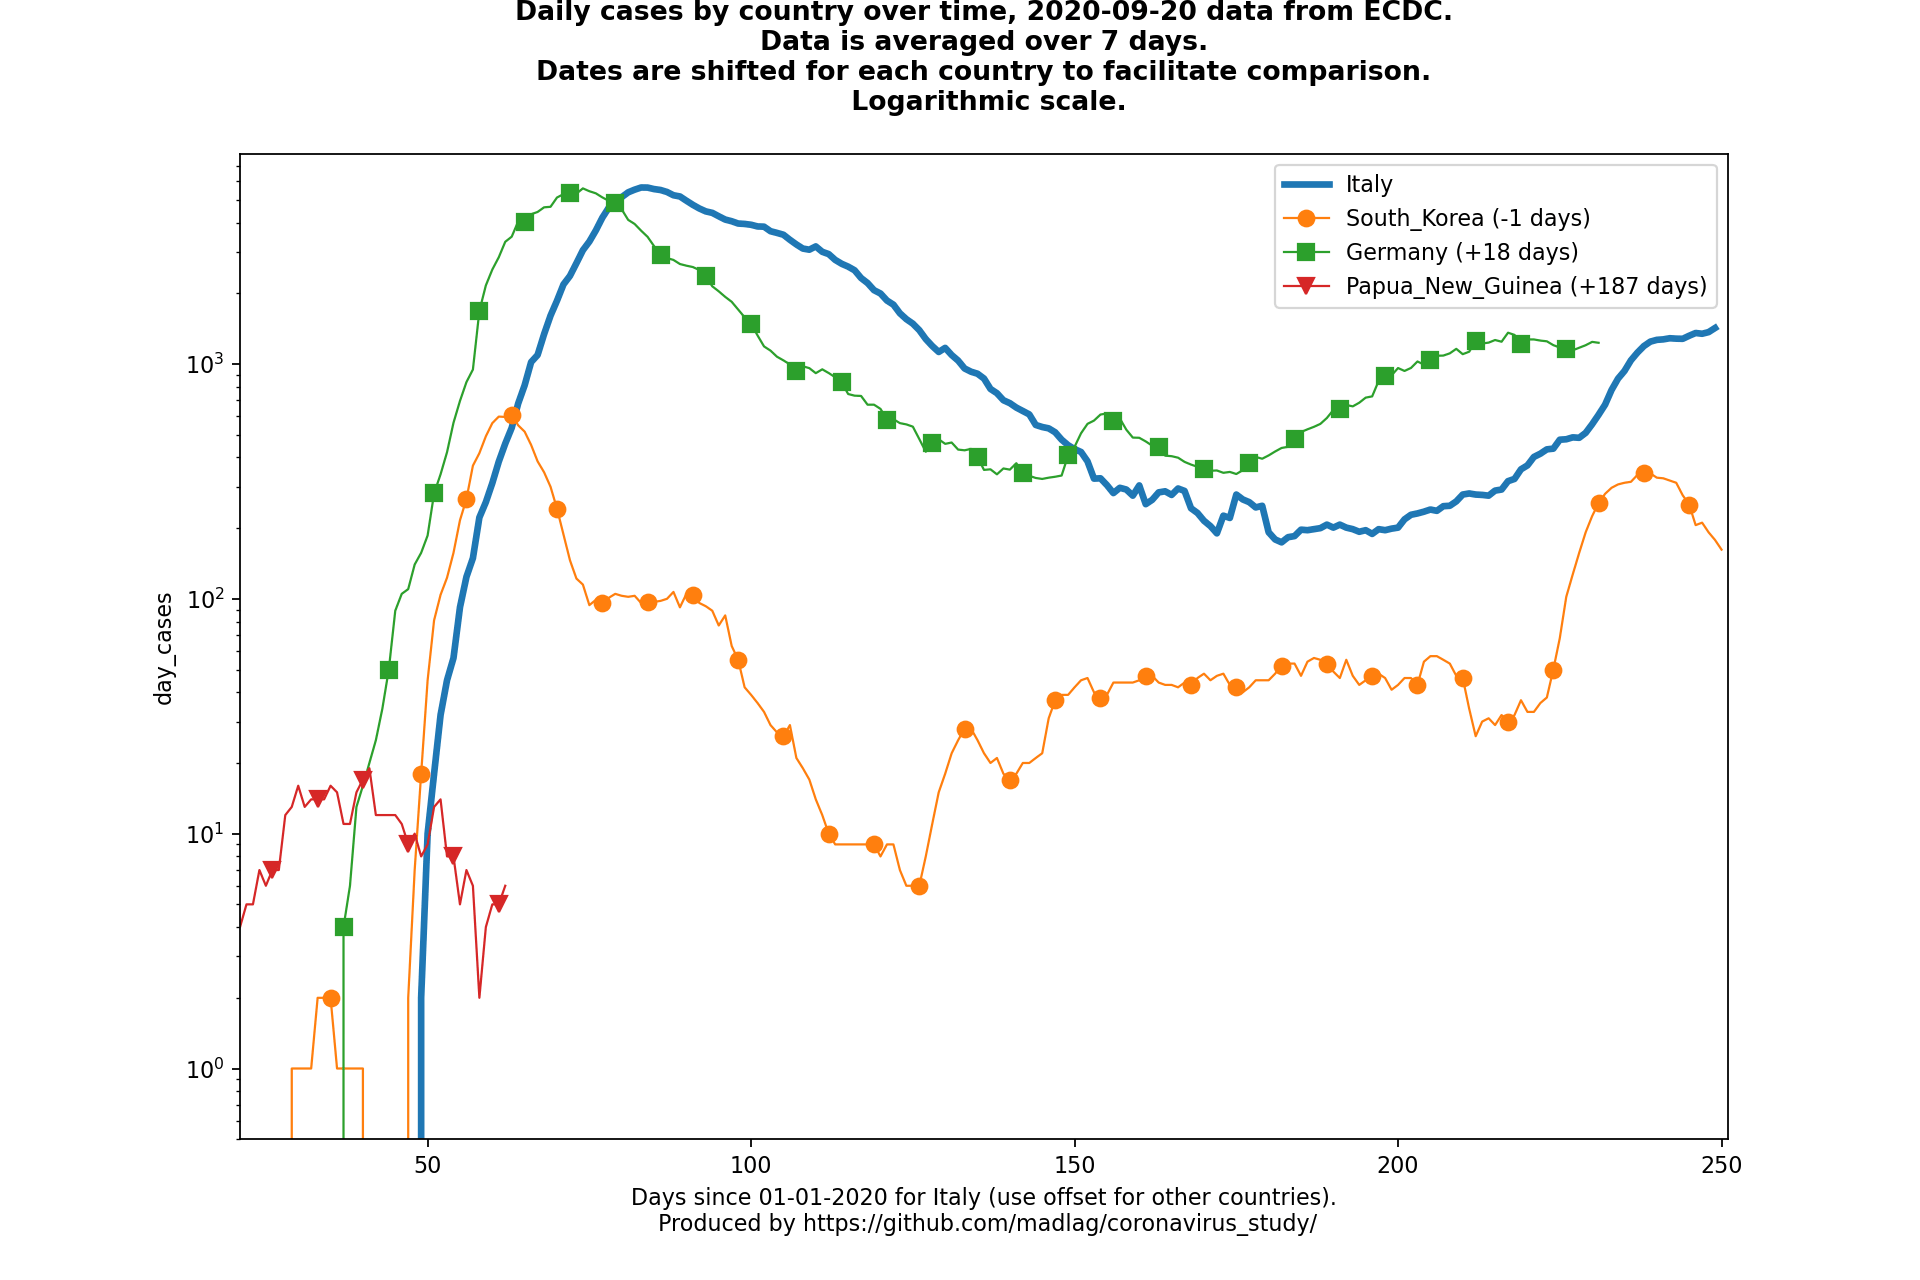 Daily cases by country over time, 2020-09-20 data from ECDC.
Data is averaged over 7 days.
Dates are shifted for each country to facilitate comparison.
Logarithmic scale.
Italy
South_Korea (-1 days)
Germany (+18 days)
Papua_New_Guinea (+187 days)
day_cases
10³
10²
10¹
10⁰
50
100
150
200
250
Days since 01-01-2020 for Italy (use offset for other countries).
Produced by https://github.com/madlag/coronavirus_study/